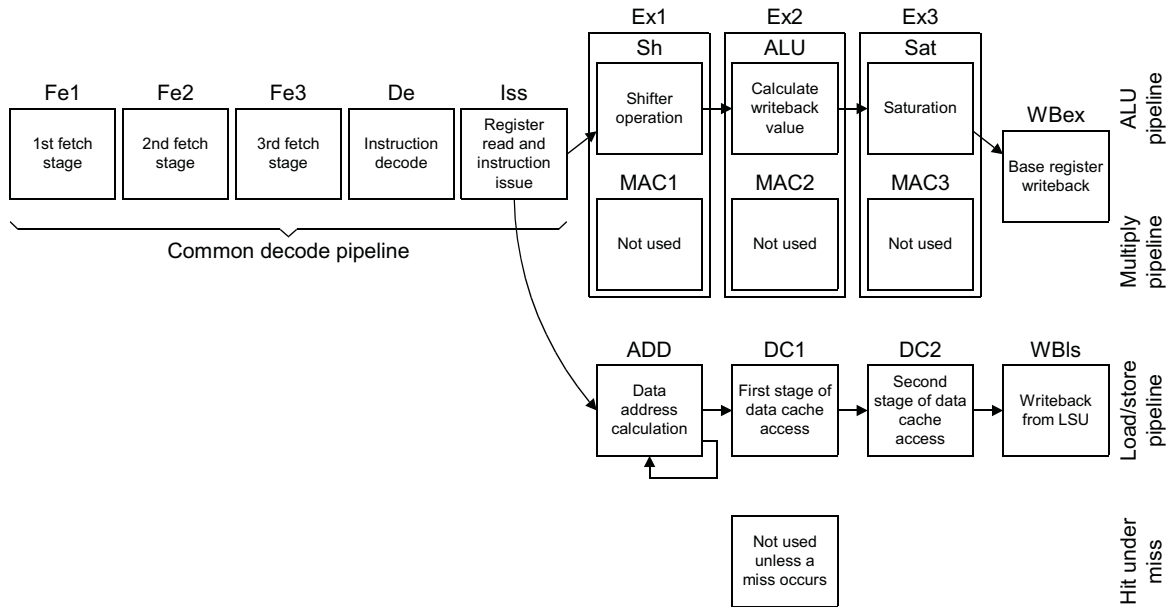 Ex1
Ex2
Ex3
Sh
ALU
Sat
Fe1
Fe2
Fe3
De
Iss
WBex
1st fetch
stage
2nd fetch
stage
3rd fetch
stage
Instruction
decode
Register
read and
instruction
issue
Shifter
operation
Calculate
writeback
value
Saturation
Base register
writeback
ALU
pipeline
MAC1
MAC2
MAC3
Not used
Not used
Not used
Multiply
pipeline
Common decode pipeline
ADD
DC1
DC2
WBls
Data
address
calculation
First stage of
data cache
access
Second
stage of data
cache
access
Writeback
from LSU
Load/store
pipeline
Not used
unless a
miss occurs
Hit under
miss